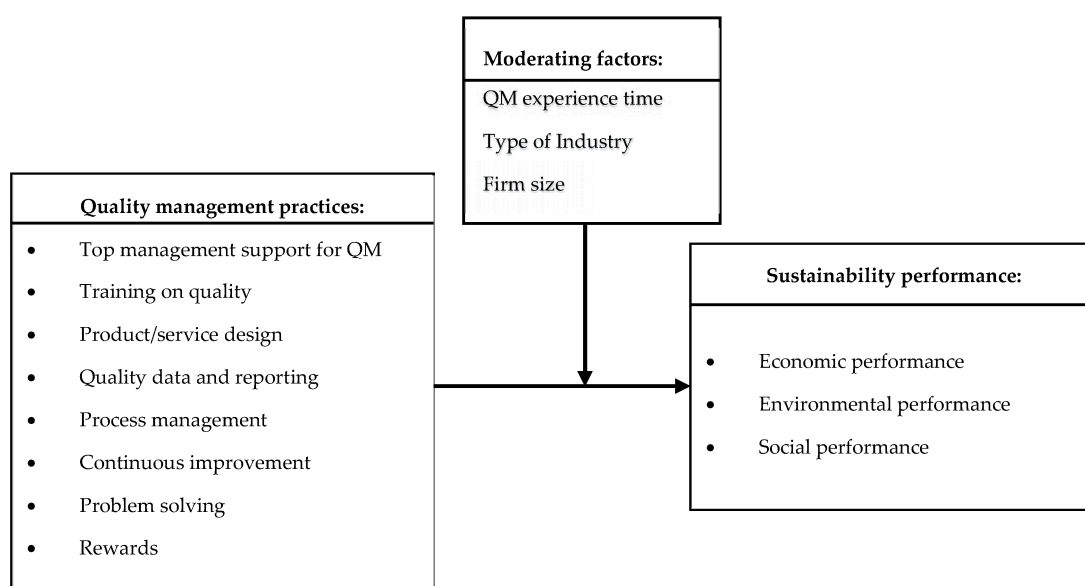 Moderating factors:
QM experience time
Type of Industry
Firm size
Quality management practices:
• Top management support for QM
• Training on quality
• Product/service design
• Quality data and reporting
• Process management
• Continuous improvement
• Problem solving
• Rewards
Sustainability performance:
• Economic performance
• Environmental performance
• Social performance